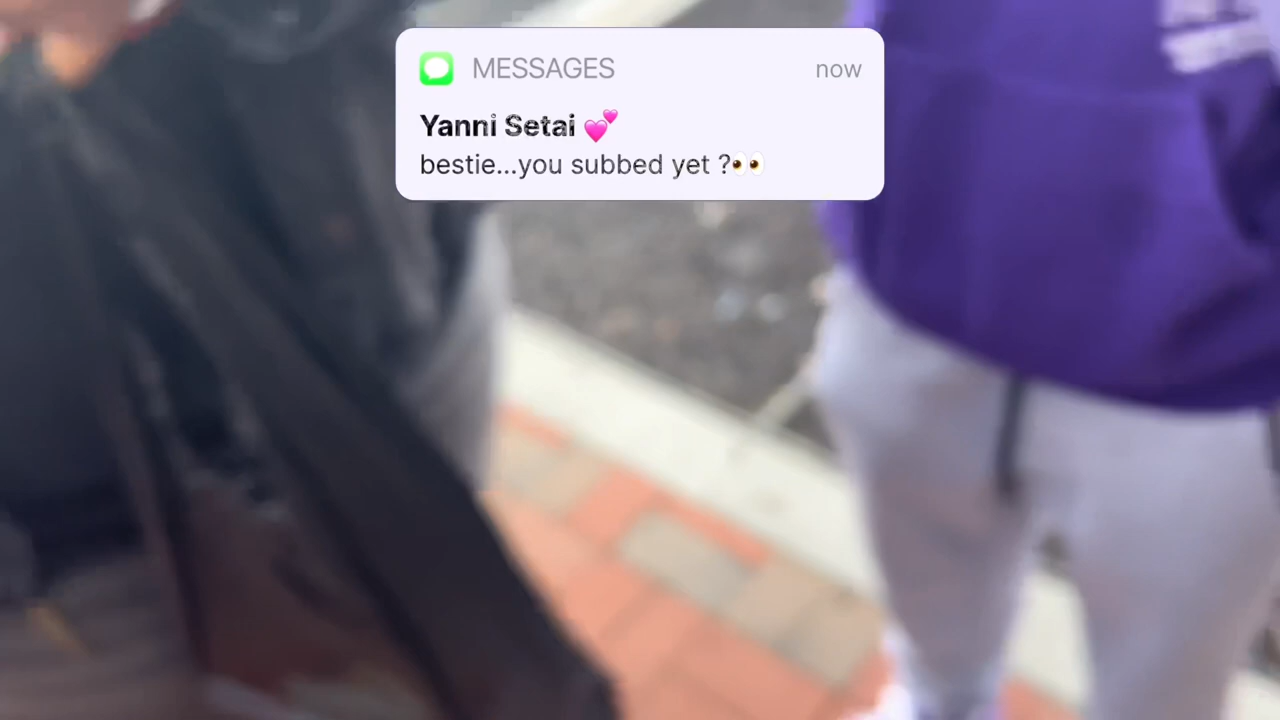 MESSAGES
now
Yanni Setai 💕
bestie...you subbed yet ?👀